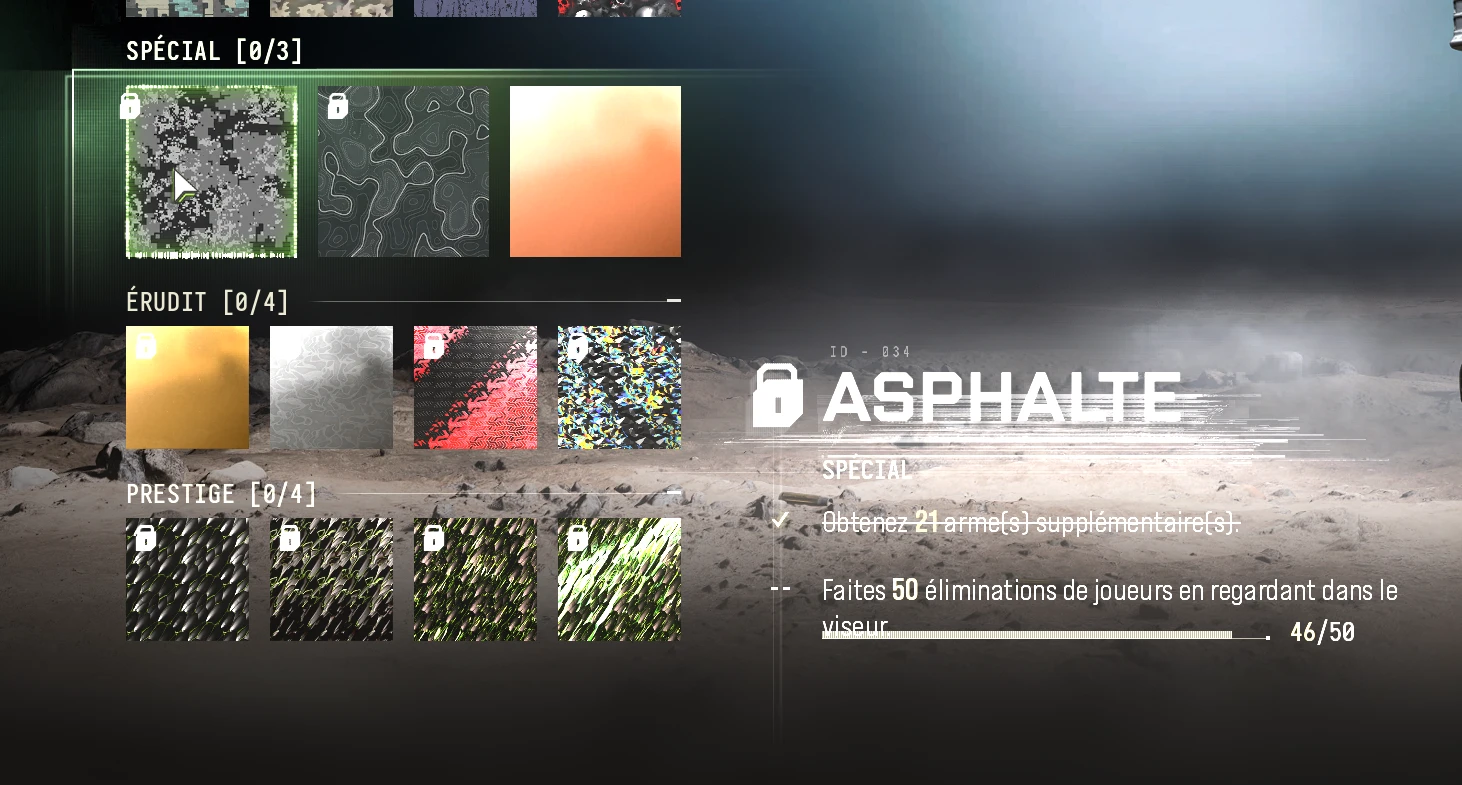 SPÉCIAL [0/3]
ÉRUDIT [0/4]
PRESTIGE [0/4]
ID - 034
ASPHALTE
SPÉCIAL
Obtenez 21 arme(s) supplémentaire(s).
Faites 50 éliminations de joueurs en regardant dans le
viseur.
46/50